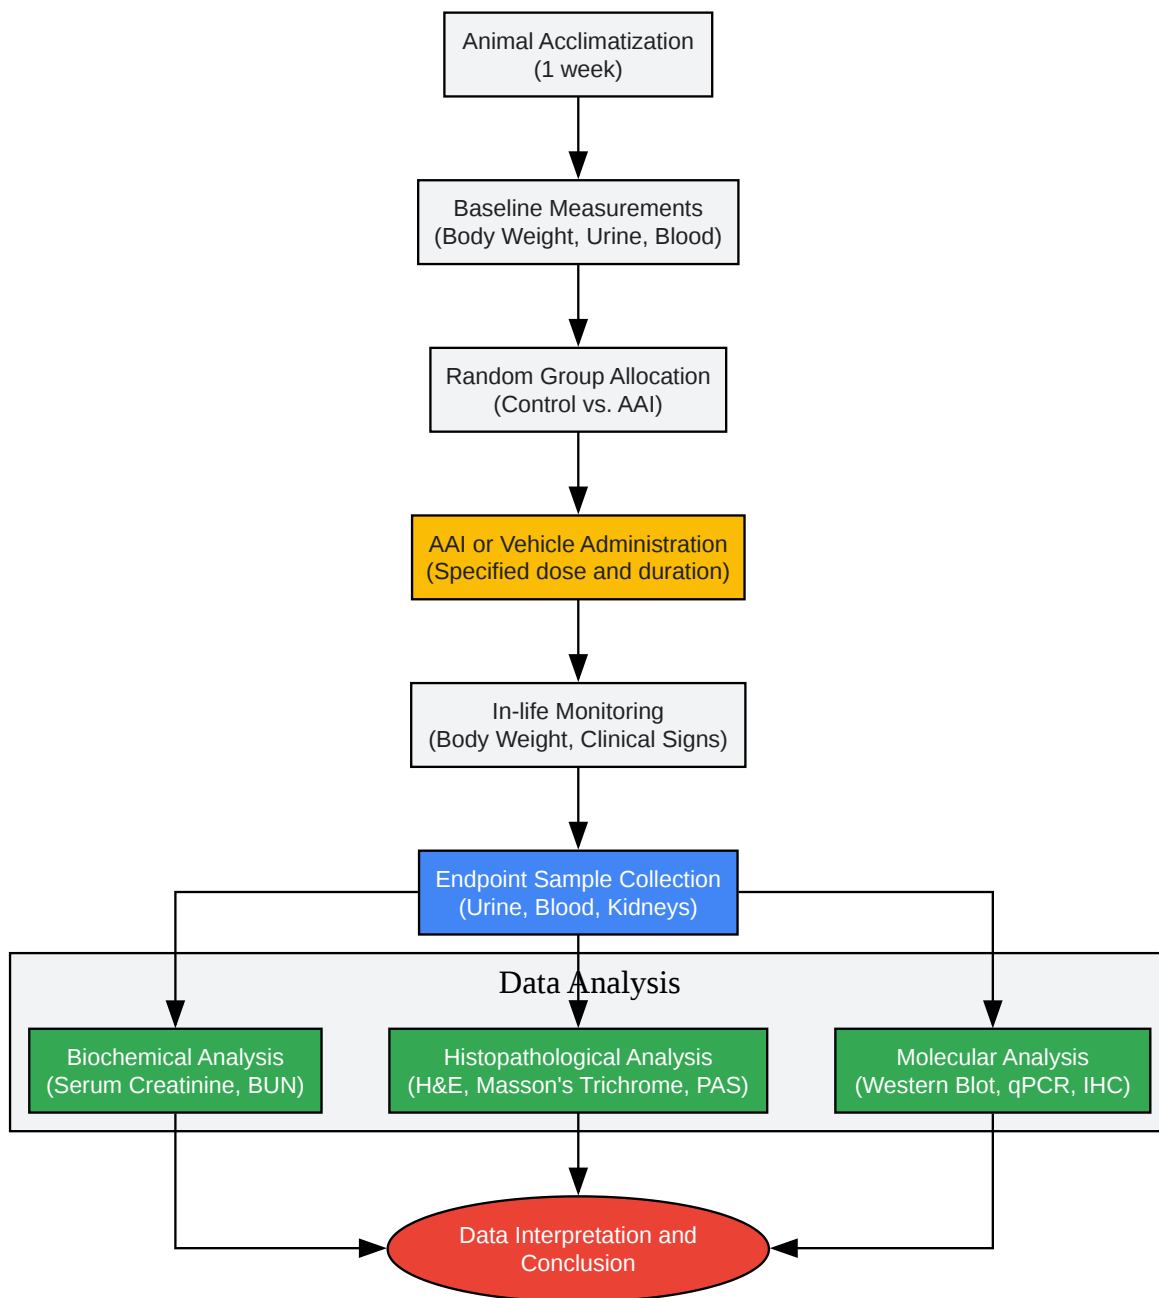 Animal Acclimatization
(1 week)
Baseline Measurements
(Body Weight, Urine, Blood)
Random Group Allocation
(Control vs. AAI)
AAI or Vehicle Administration
(Specified dose and duration)
In-life Monitoring
(Body Weight, Clinical Signs)
Endpoint Sample Collection
(Urine, Blood, Kidneys)
Data Analysis
Biochemical Analysis
(Serum Creatinine, BUN)
Histopathological Analysis
(H&E, Masson's Trichrome, PAS)
Molecular Analysis
(Western Blot, qPCR, IHC)
Data Interpretation and
Conclusion